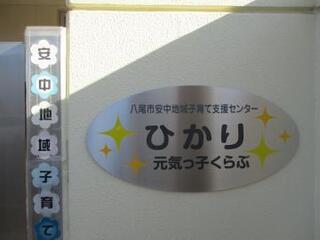 安中地域子育て
八尾市安中地域子育て支援センター
ひかり
元気っ子くらぶ